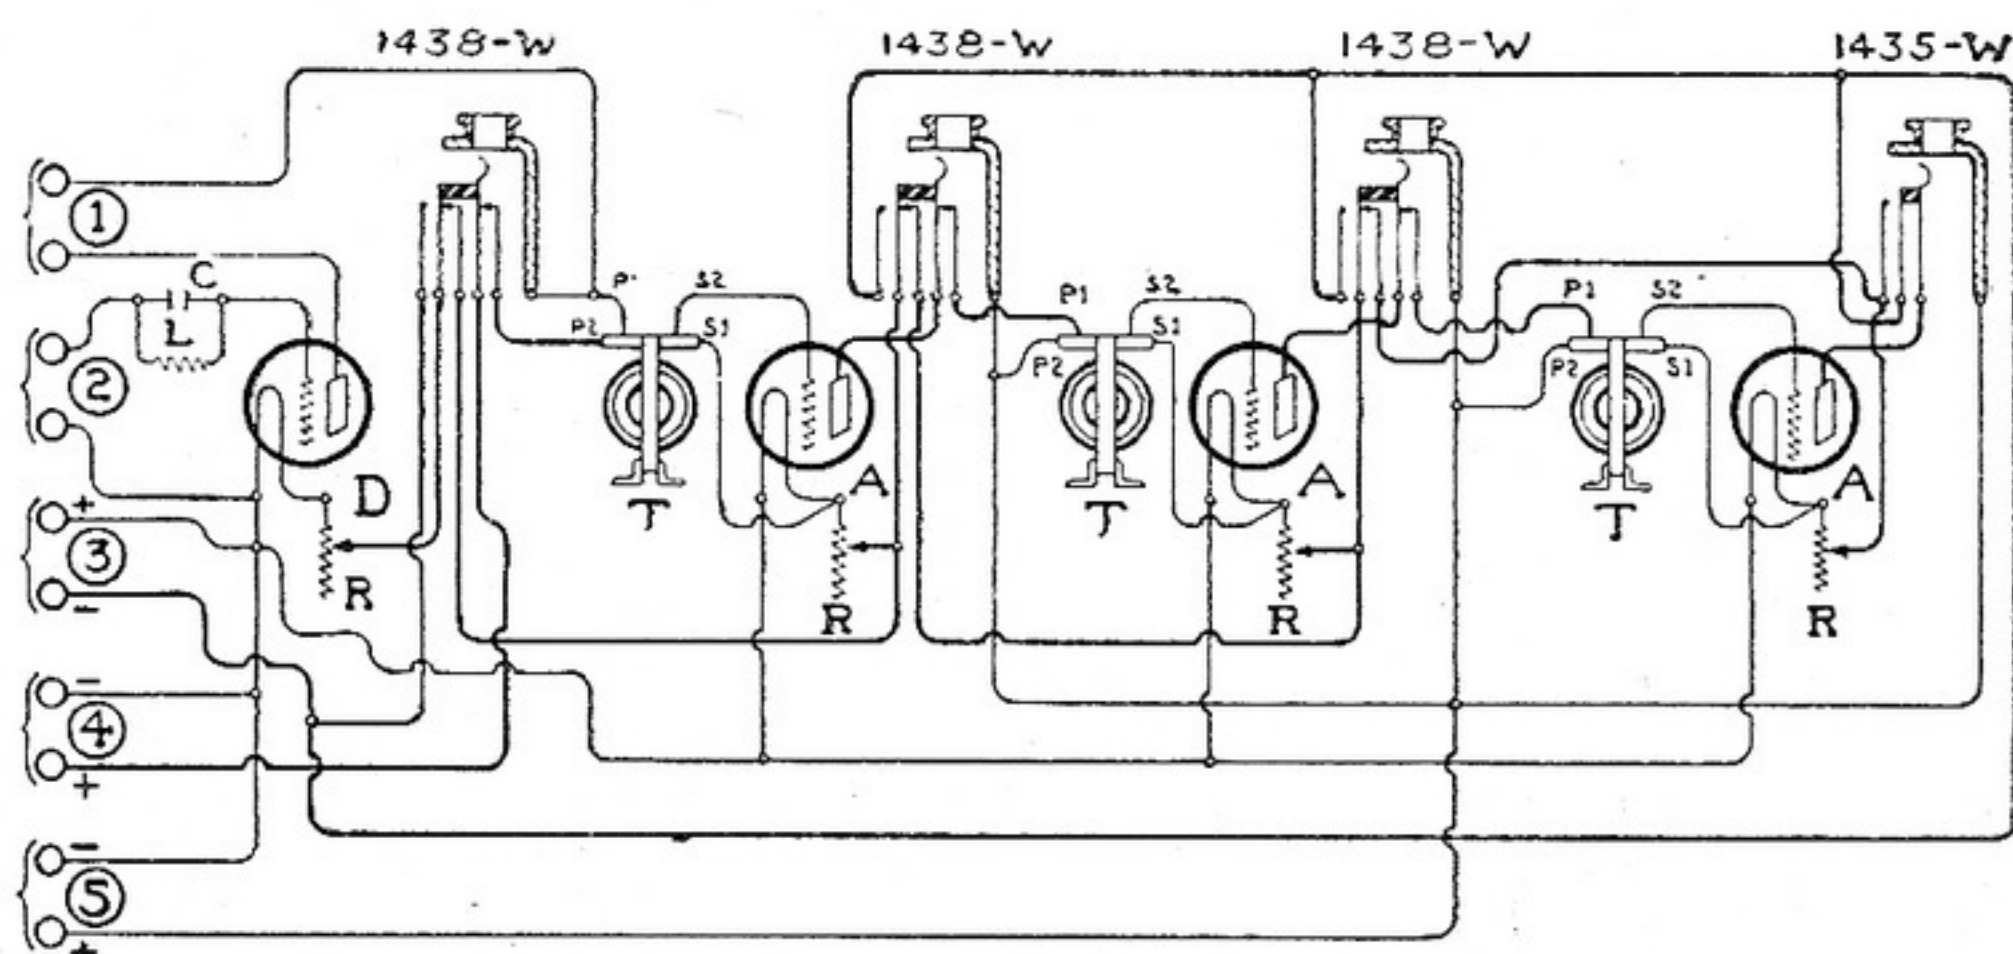 1438-W 1438-W 1438-W 1435-W
1
C
L
2
P1 S2 P1 S2 P1 S2
P2 S1 P2 S1 P2 S1
D A A A
+
3
-
T T T
R R R R
-
4
+
-
5
+